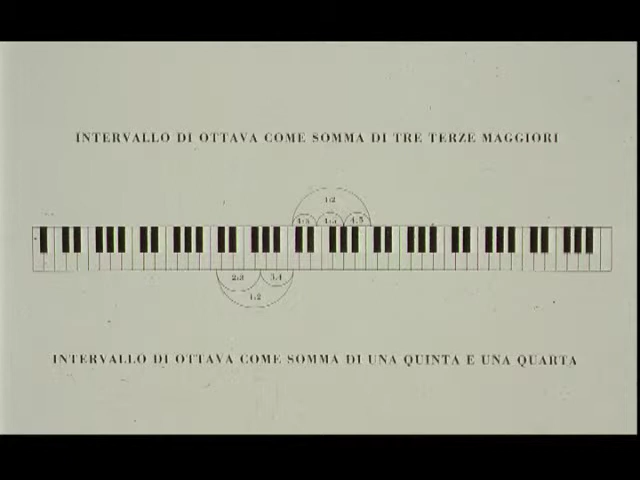 INTERVALLO DI OTTAVA COME SOMMA DI TRE TERZE MAGGIORI
1:2
4:5 4:5 4:5
2:3 3:4
1:2
INTERVALLO DI OTTAVA COME SOMMA DI UNA QUINTA E UNA QUARTA